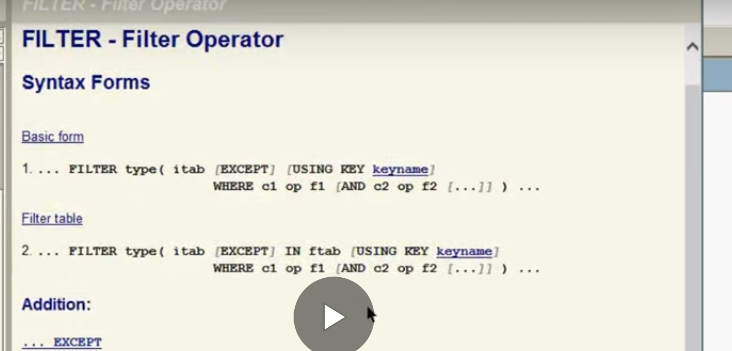 FILTER - Filter Operator
FILTER - Filter Operator
Syntax Forms
Basic form
1. ... FILTER type( itab [EXCEPT] [USING KEY keyname]
WHERE c1 op f1 [AND c2 op f2 [...]] ) ...
Filter table
2. ... FILTER type( itab [EXCEPT] IN ftab [USING KEY keyname]
WHERE c1 op f1 [AND c2 op f2 [...]] ) ...
Addition:
... EXCEPT